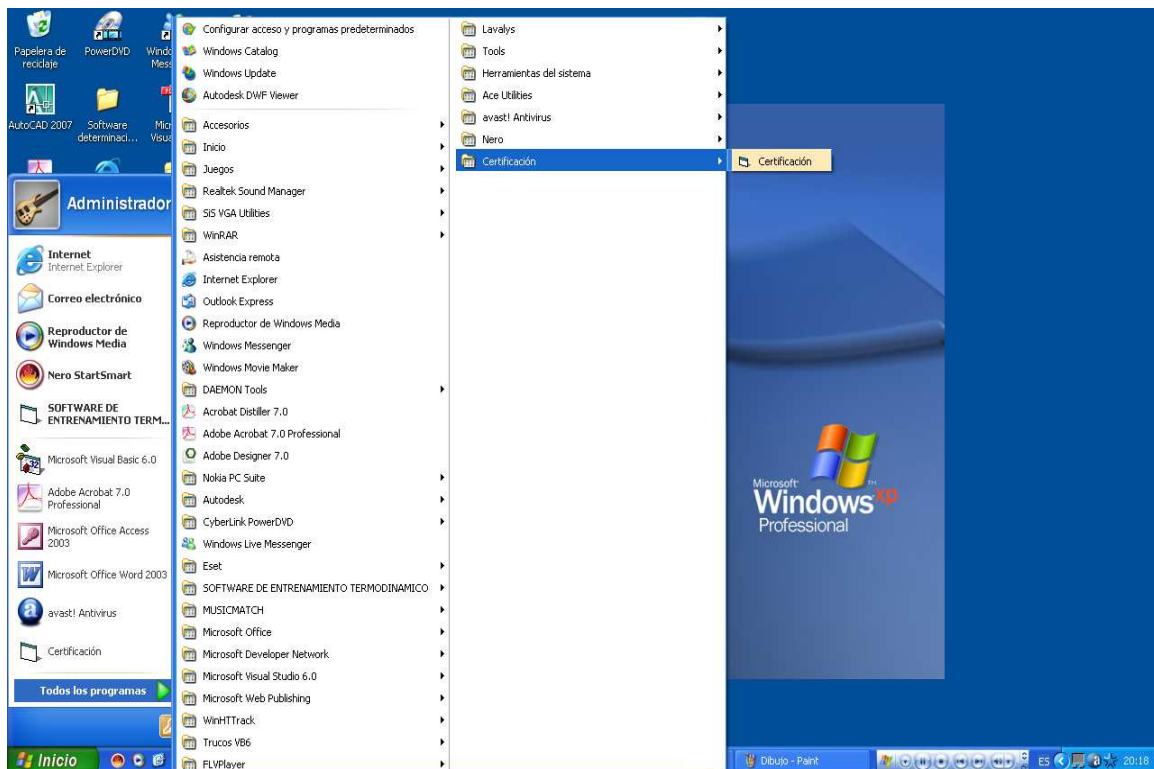 Papelera de
reciclaje
PowerDVD
AutoCAD 2007
Software
determinaci...
Administrador
Internet
Internet Explorer
Correo electrónico
Reproductor de
Windows Media
Nero StartSmart
SOFTWARE DE
ENTRENAMIENTO TERM...
Microsoft Visual Basic 6.0
Adobe Acrobat 7.0
Professional
Microsoft Office Access
2003
Microsoft Office Word 2003
avast! Antivirus
Certificación
Todos los programas
Inicio
Configurar acceso y programas predeterminados
Windows Catalog
Windows Update
Autodesk DWF Viewer
Accesorios
Inicio
Juegos
Realtek Sound Manager
SiS VGA Utilities
WinRAR
Asistencia remota
Internet Explorer
Outlook Express
Reproductor de Windows Media
Windows Messenger
Windows Movie Maker
DAEMON Tools
Acrobat Distiller 7.0
Adobe Acrobat 7.0 Professional
Adobe Designer 7.0
Nokia PC Suite
Autodesk
CyberLink PowerDVD
Windows Live Messenger
Eset
SOFTWARE DE ENTRENAMIENTO TERMODINAMICO
MUSICMATCH
Microsoft Office
Microsoft Developer Network
Microsoft Visual Studio 6.0
Microsoft Web Publishing
WinHTTrack
Trucos VB6
FLVPlayer
Lavalys
Tools
Herramientas del sistema
Ace Utilities
avast! Antivirus
Nero
Certificación
Certificación
Microsoft
Windows xp
Professional
Dibujo - Paint
ES
20:18